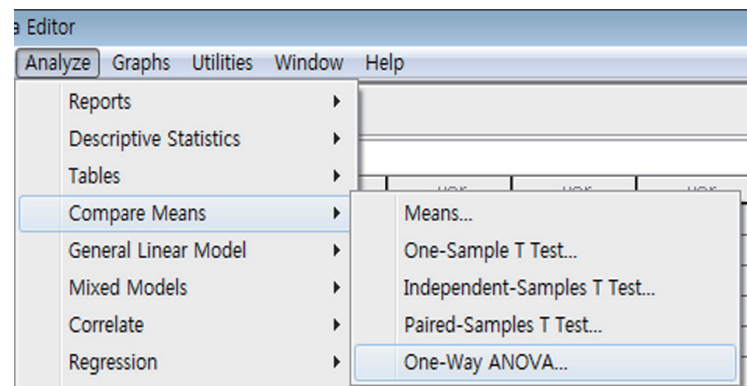 a Editor
Analyze Graphs Utilities Window Help
Reports
Descriptive Statistics
Tables
Compare Means
General Linear Model
Mixed Models
Correlate
Regression
Means...
One-Sample T Test...
Independent-Samples T Test...
Paired-Samples T Test...
One-Way ANOVA...